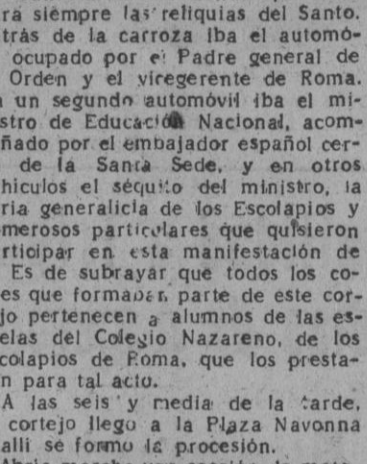 rá siempre las reliquias del Santo.
trás de la carroza iba el automó-
ocupado por el Padre general de
Orden y el vicegerente de Roma.
un segundo automóvil iba el mi-
stro de Educación Nacional, acom-
ñado por el embajador español cer-
de la Santa Sede, y en otros
hiculos el séquito del ministro, la
ria generalicia de los Escolapios y
merosos particulares que quisieron
rticipar en esta manifestación de
Es de subrayar que todos los co-
es que formaban parte de este cor-
jo pertenecen a alumnos de las es-
elas del Colegio Nazareno, de los
colapios de Roma, que los presta-
n para tal acto.
A las seis y media de la tarde,
cortejo llego a la Plaza Navonna
alli se formo la procesión.